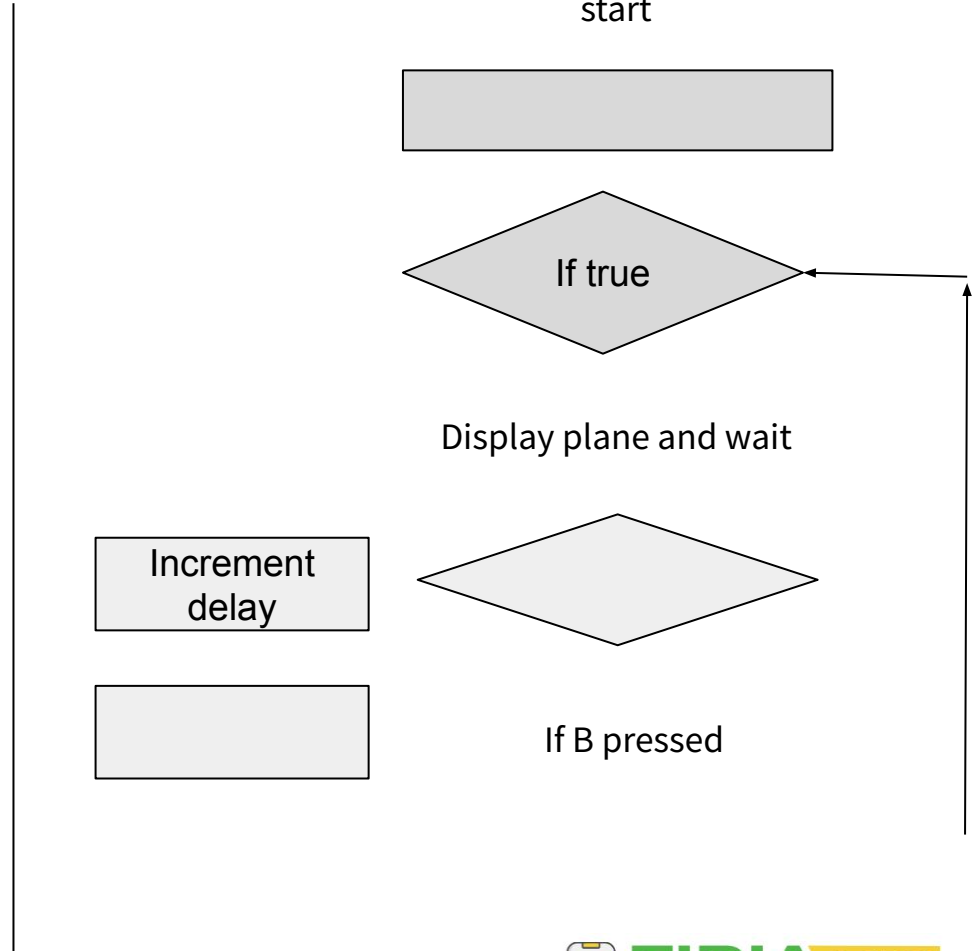 start
If true
Display plane and wait
Increment
delay
If B pressed